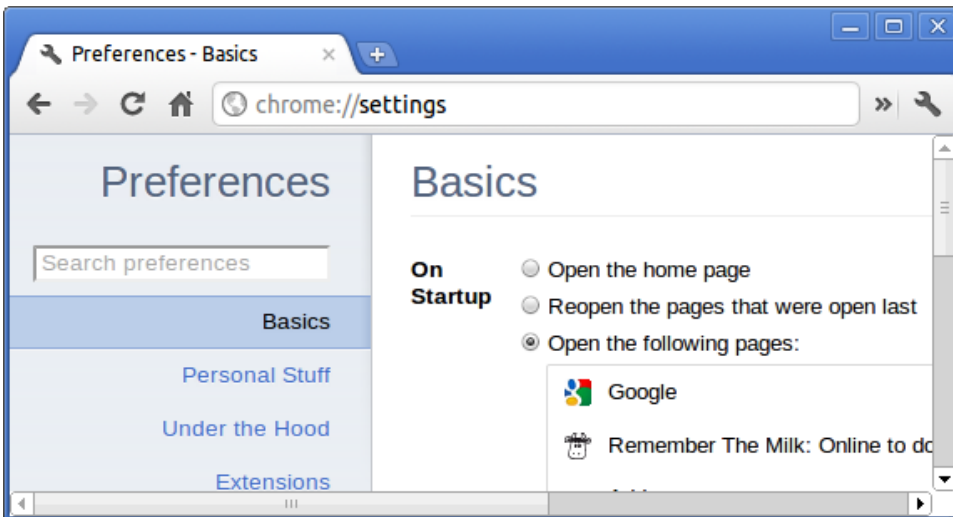 Preferences - Basics
chrome://settings
Preferences
Search preferences
Basics
Personal Stuff
Under the Hood
Extensions
Basics
On
Startup
Open the home page
Reopen the pages that were open last
Open the following pages:
Google
Remember The Milk: Online to do